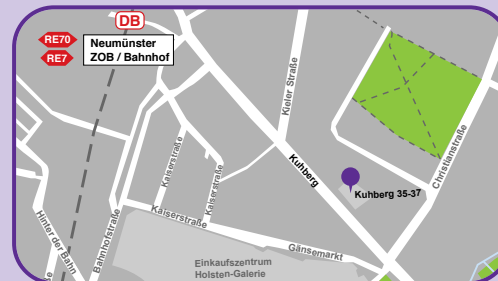 DB
RE70
RE7
Neumünster
ZOB / Bahnhof
Kieler Straße
Christianstraße
Kuhberg
Kaiserstraße
Kaiserstraße
Kuhberg 35-37
Kaiserstraße
Bahnhofstraße
Hinter der Bahn
Gänsemarkt
Einkaufszentrum
Holsten-Galerie